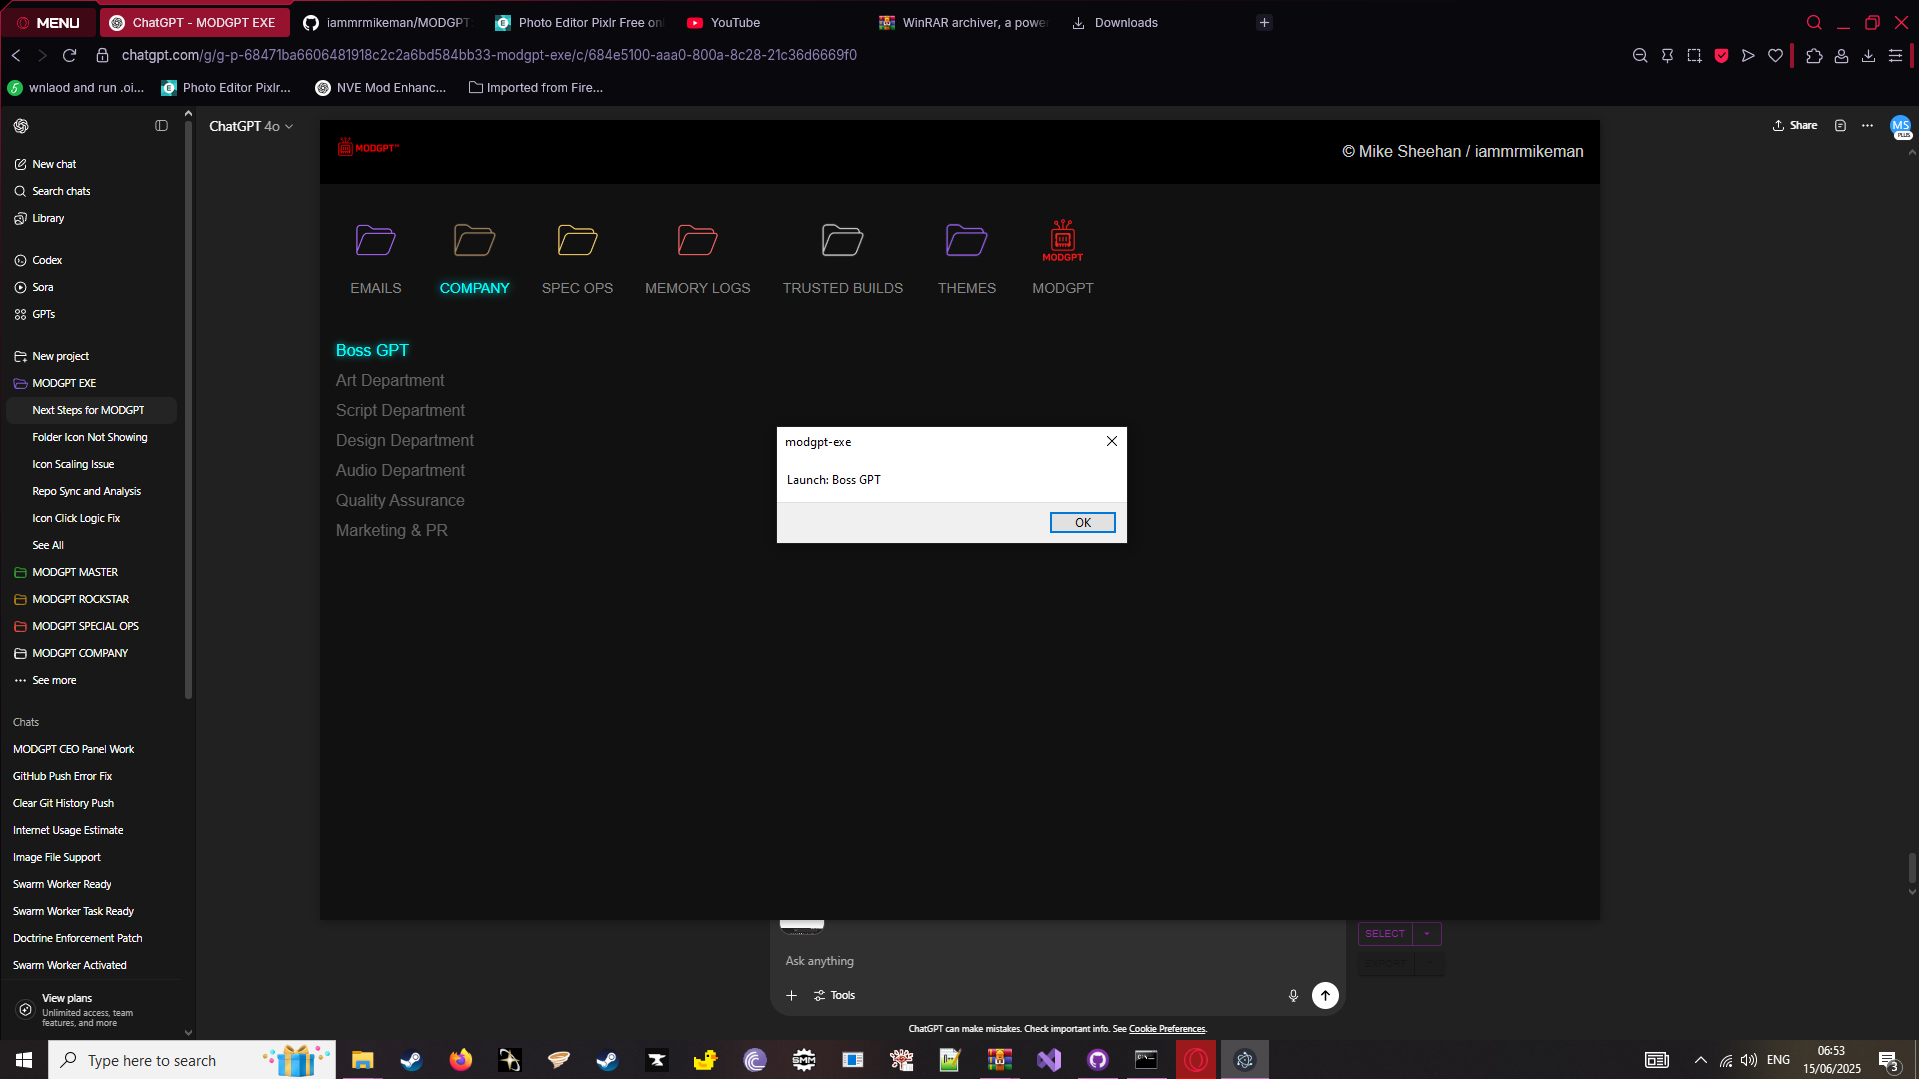 MENU
ChatGPT - MODGPT EXE
iammrmikeman/MODGPT
Photo Editor Pixlr Free on
YouTube
WinRAR archiver, a powe
Downloads
chatgpt.com/g/g-p-68471ba6606481918c2c2a6bd584bb33-modgpt-exe/c/684e5100-aaa0-800a-8c28-21c36d6669f0
wnlaod and run .oi...
Photo Editor Pixlr...
NVE Mod Enhanc...
Imported from Fire...
ChatGPT 4o
Share
MS
PLUS
New chat
Search chats
Library
Codex
Sora
GPTs
New project
MODGPT EXE
Next Steps for MODGPT
Folder Icon Not Showing
Icon Scaling Issue
Repo Sync and Analysis
Icon Click Logic Fix
See All
MODGPT MASTER
MODGPT ROCKSTAR
MODGPT SPECIAL OPS
MODGPT COMPANY
See more
Chats
MODGPT CEO Panel Work
GitHub Push Error Fix
Clear Git History Push
Internet Usage Estimate
Image File Support
Swarm Worker Ready
Swarm Worker Task Ready
Doctrine Enforcement Patch
Swarm Worker Activated
View plans
Unlimited access, team
features, and more
MODGPT™
© Mike Sheehan / iammrmikeman
MODGPT
EMAILS
COMPANY
SPEC OPS
MEMORY LOGS
TRUSTED BUILDS
THEMES
MODGPT
Boss GPT
Art Department
Script Department
Design Department
Audio Department
Quality Assurance
Marketing & PR
modgpt-exe
Launch: Boss GPT
OK
SELECT
EXPORT
Ask anything
Tools
ChatGPT can make mistakes. Check important info. See Cookie Preferences.
Type here to search
SMM
ENG
06:53
15/06/2025
3